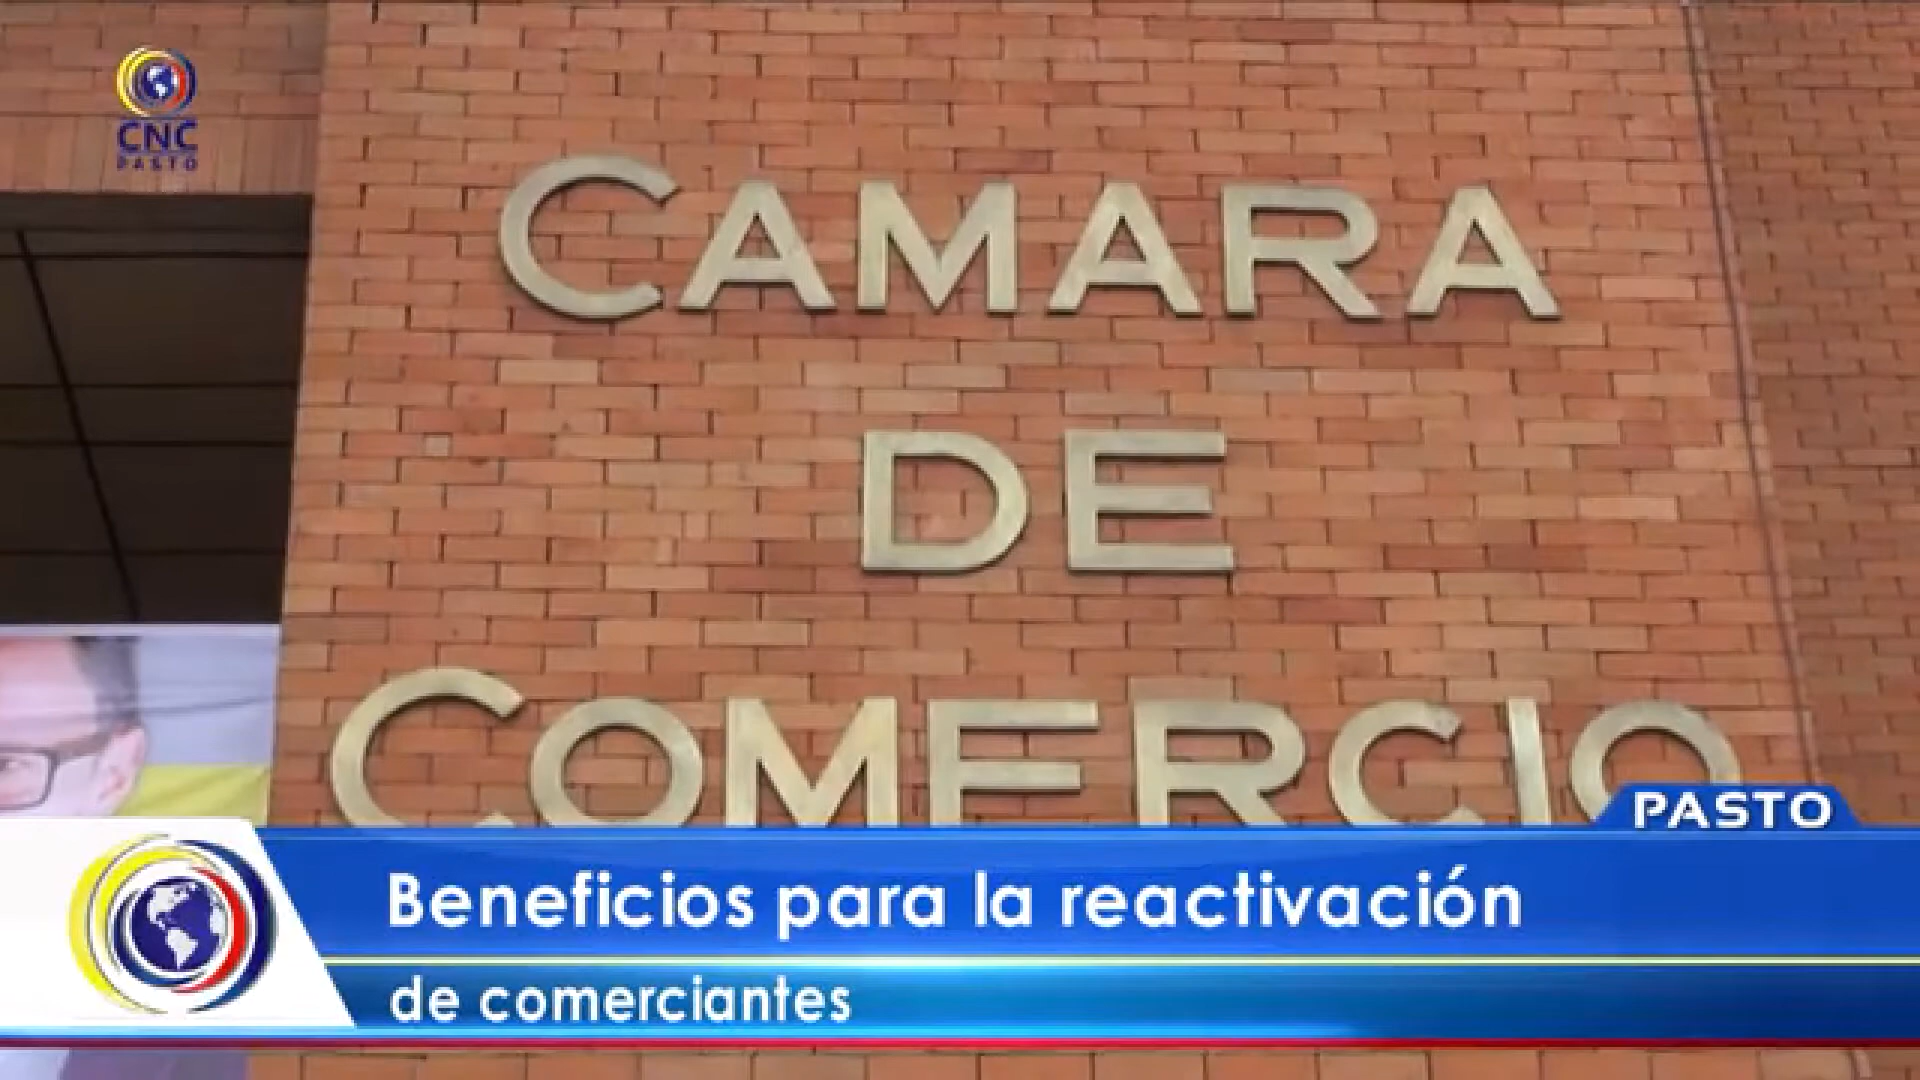 CNC
PASTO
CAMARA
DE
COMERCIO
PASTO
Beneficios para la reactivación
de comerciantes